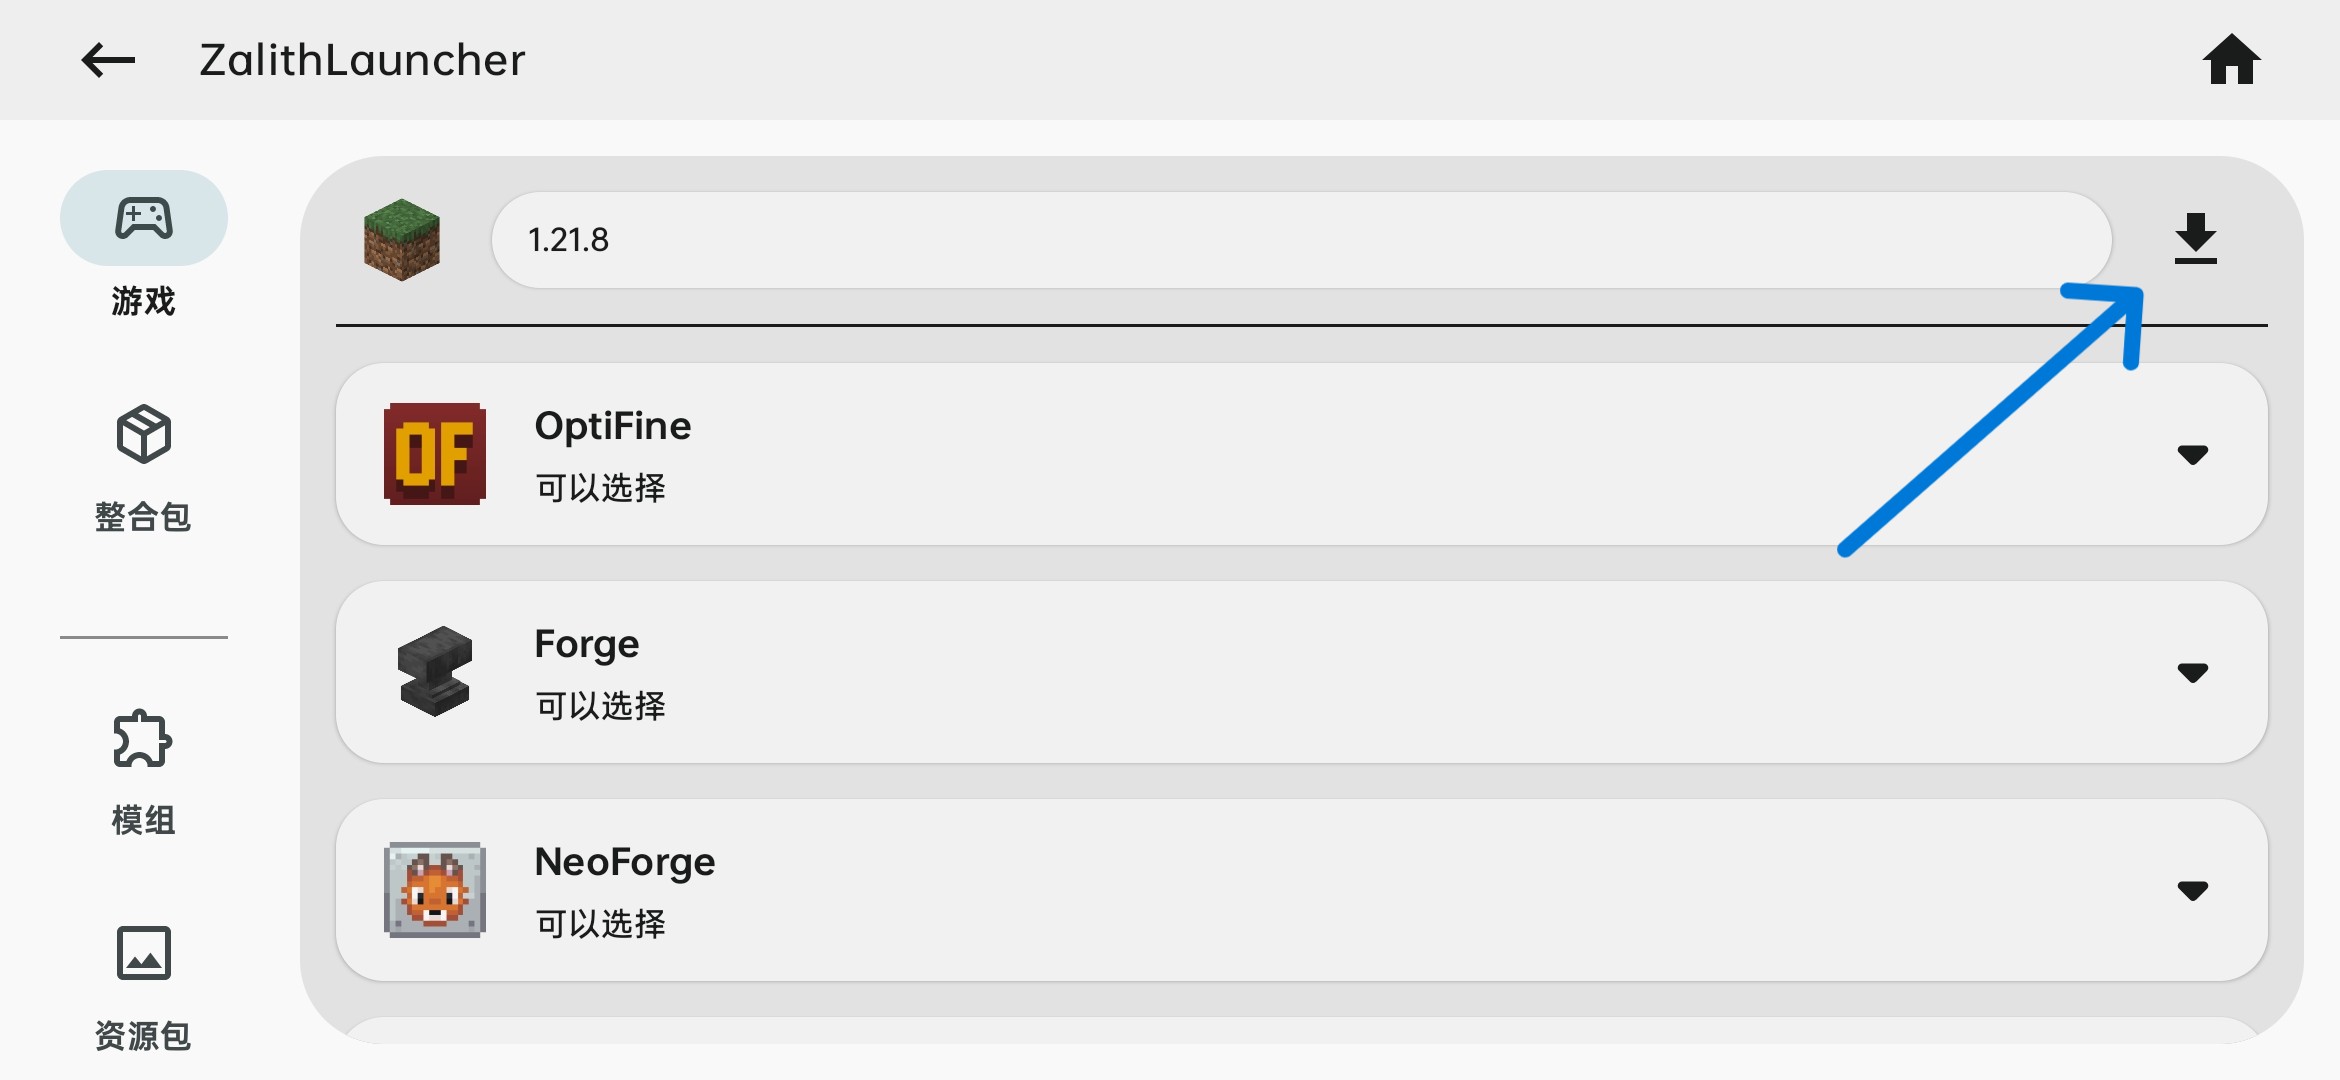 ZalithLauncher
游戏
整合包
模组
资源包
1.21.8
OF
OptiFine
可以选择
Forge
可以选择
NeoForge
可以选择